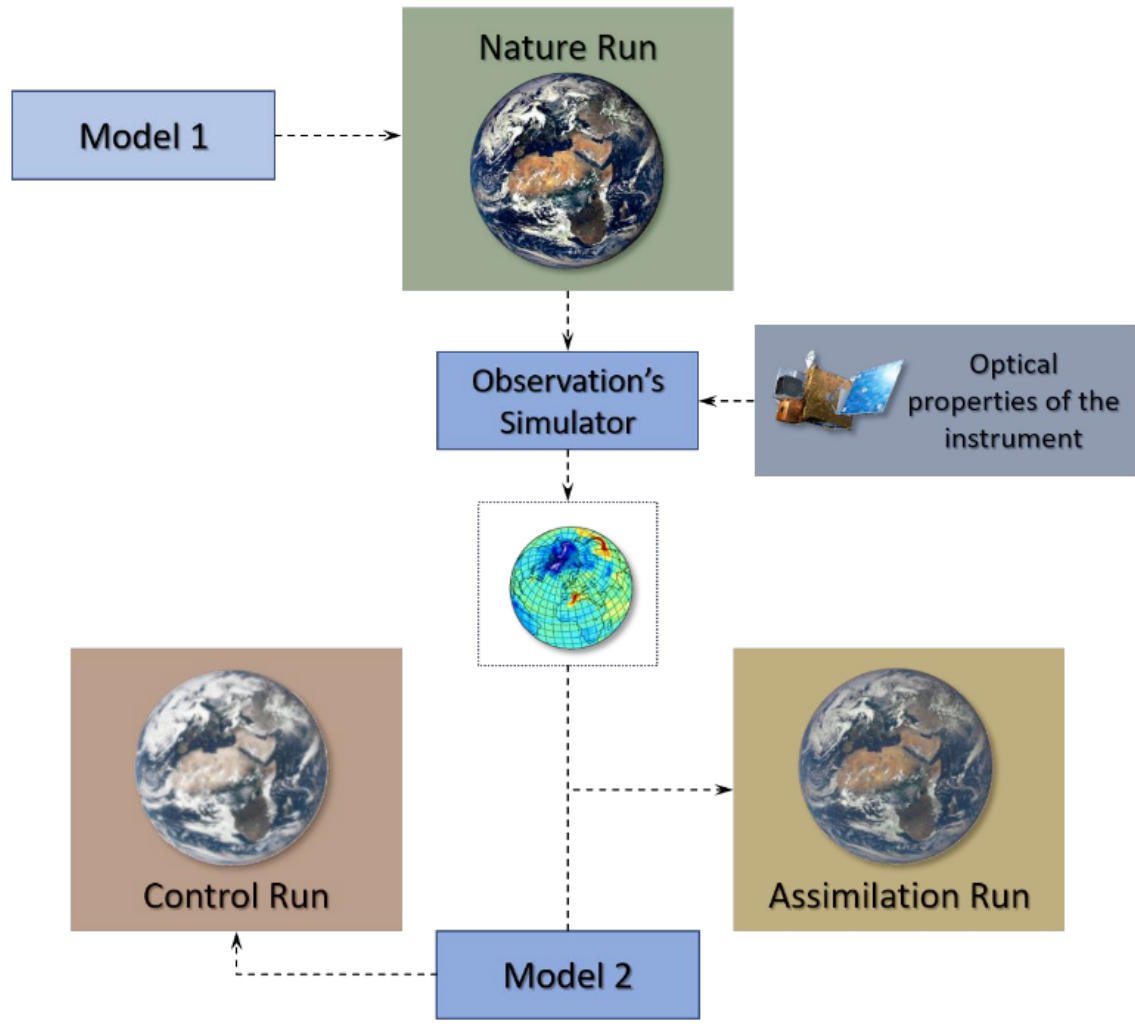 Nature Run
Model 1
Observation's
Simulator
Optical
properties of the
instrument
Control Run
Assimilation Run
Model 2